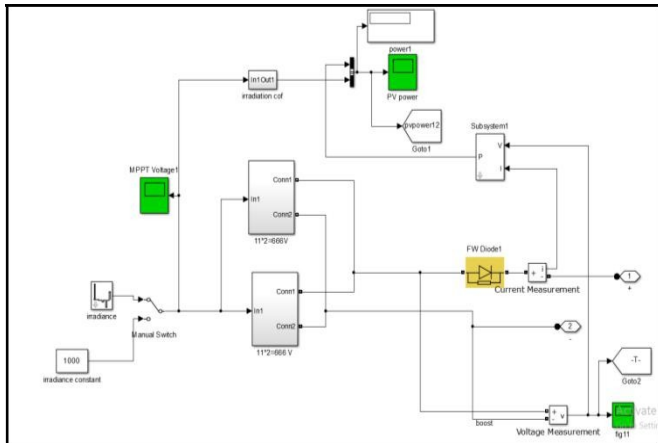 power1
In1Out1
irradiation cof
PV power
pvpower12
Goto1
Subsystem1
V
P
I
MPPT Voltage1
Conn1
In1
Conn2
11*2=666V
FW Diode1
+
i
-
Current Measurement
1
+
Conn1
In1
Conn2
11*2=666 V
irradiance
Manual Switch
1000
irradiance constant
2
-
-T-
Goto2
boost
+
-
v
Voltage Measurement
fig11